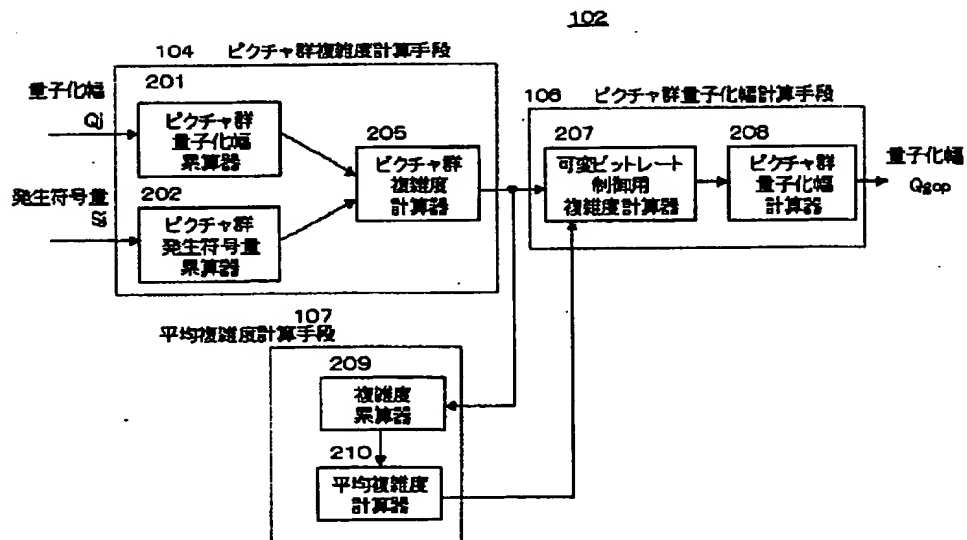 102
104 ピクチャ群複雑度計算手段
201
量子化幅
Qj
ピクチャ群
量子化幅
累算器
202
発生符号量
Sj
ピクチャ群
発生符号量
累算器
205
ピクチャ群
複雑度
計算器
106 ピクチャ群量子化幅計算手段
207
可変ビットレート
制御用
複雑度計算器
208
ピクチャ群
量子化幅
計算器
量子化幅
Qgop
107
平均複雑度計算手段
209
複雑度
累算器
210
平均複雑度
計算器